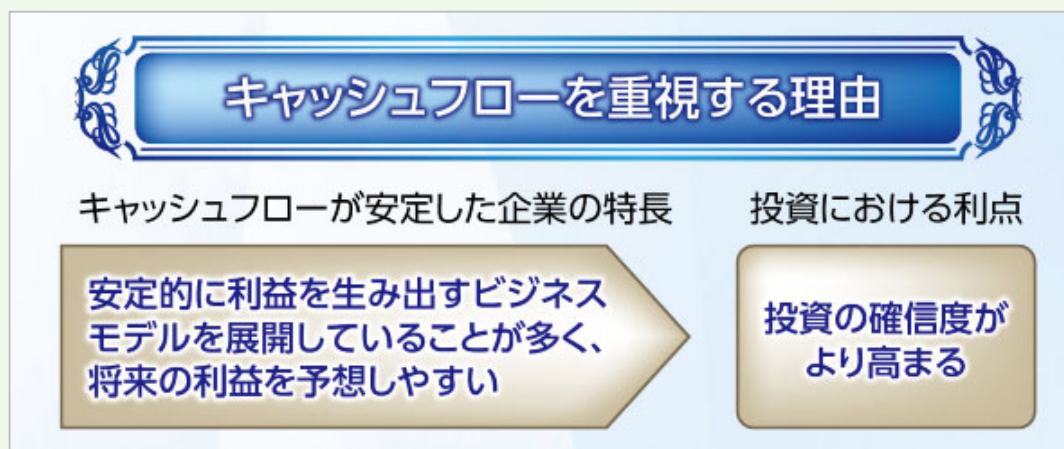 キャッシュフローを重視する理由
キャッシュフローが安定した企業の特長
安定的に利益を生み出すビジネス
モデルを展開していることが多く、
将来の利益を予想しやすい
投資における利点
投資の確信度が
より高まる